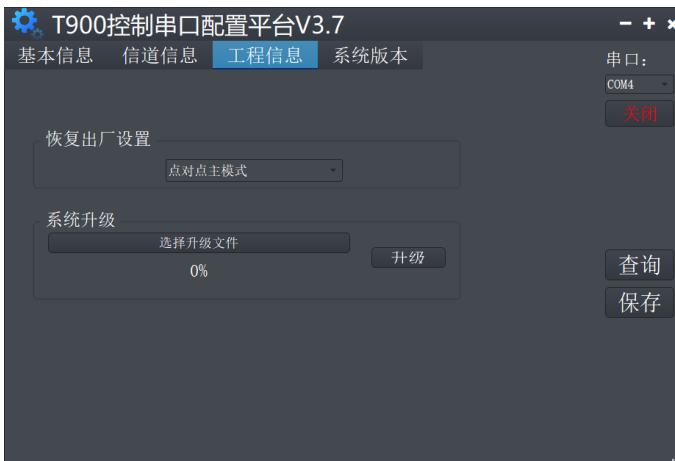 T900控制串口配置平台V3.7
基本信息 信道信息 工程信息 系统版本
串口：
COM4
关闭
恢复出厂设置
点对点主模式
系统升级
选择升级文件
升级
0%
查询
保存